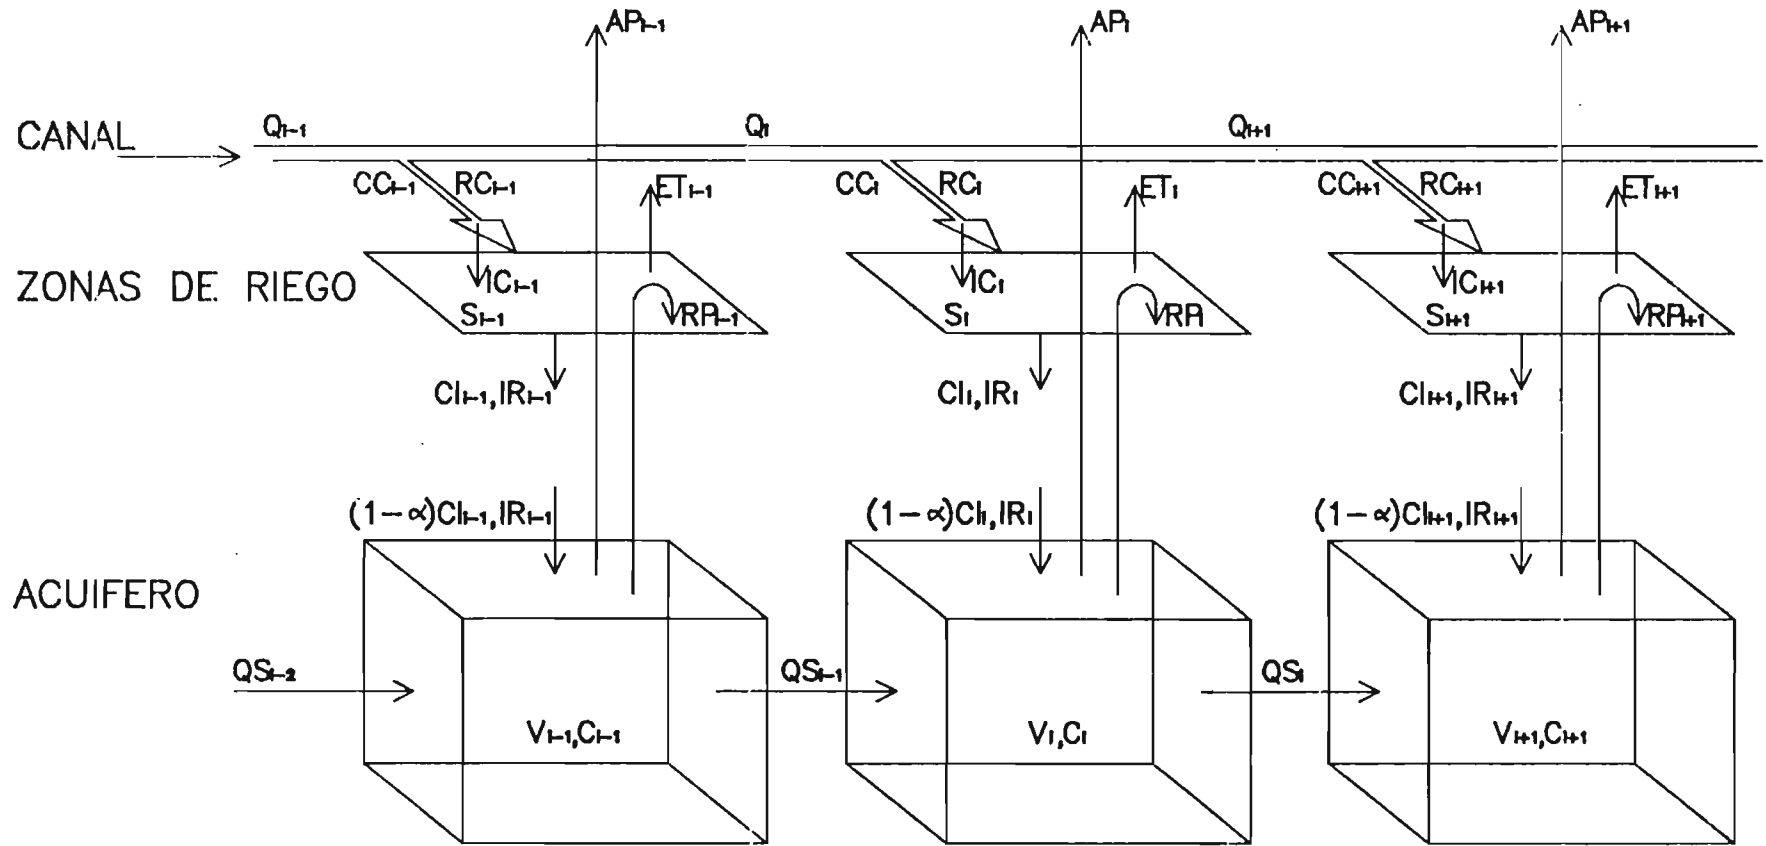 APi-1 APi APi+1
CANAL Qi-1 Qi Qi+1
CCi-1 RCi-1 ETi-1 CCi RCi ETi CCi+1 RCi+1 ETi+1
ZONAS DE RIEGO ICi-1 ICi ICi+1
Si-1 RPi-1 Si RPi Si+1 RPi+1
CIi-1,IRi-1 CIi,IRi CIi+1,IRi+1
(1-α)CIi-1,IRi-1 (1-α)CIi,IRi (1-α)CIi+1,IRi+1
ACUIFERO
QSi-2 QSi-1 QSi
Vi-1,Ci-1 Vi,Ci Vi+1,Ci+1